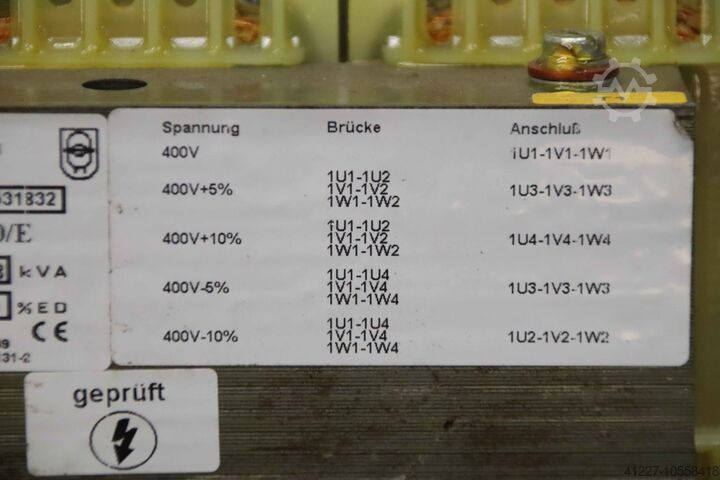 Spannung Brücke Anschluß
400V 1U1-1V1-1W1
1U1-1U2
400V+5% 1V1-1V2 1U3-1V3-1W3
1W1-1W2
1U1-1U2
400V+10% 1V1-1V2 1U4-1V4-1W4
1W1-1W2
1U1-1U4
400V-5% 1V1-1V4 1U3-1V3-1W3
1W1-1W4
1U1-1U4
400V-10% 1V1-1V4 1U2-1V2-1W2
1W1-1W4
31832
0/E
kVA
%ED
CE
131-2
geprüft
41227-10558418